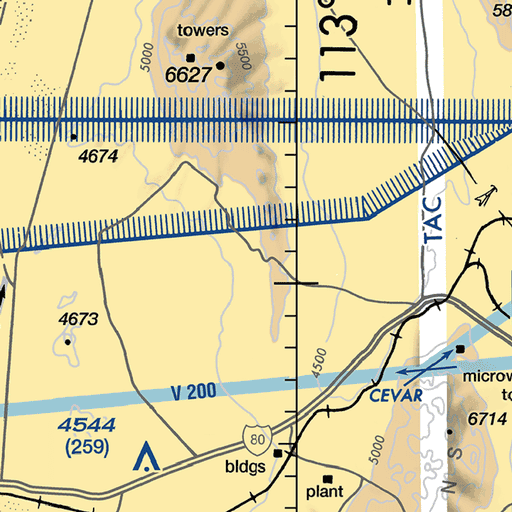 towers
5000
5500
6627
113°
58
4674
TAC
4673
4500
V 200
CEVAR
microw
to
6714
4544
(259)
80
bldgs
5000
plant
N S